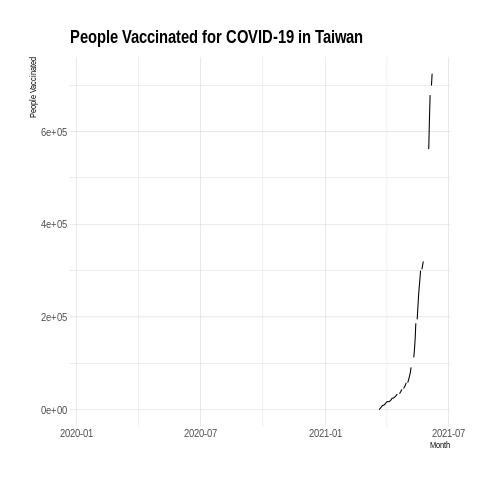 People Vaccinated for COVID-19 in Taiwan
People Vaccinated
6e+05
4e+05
2e+05
0e+00
2020-01 2020-07 2021-01 2021-07
Month